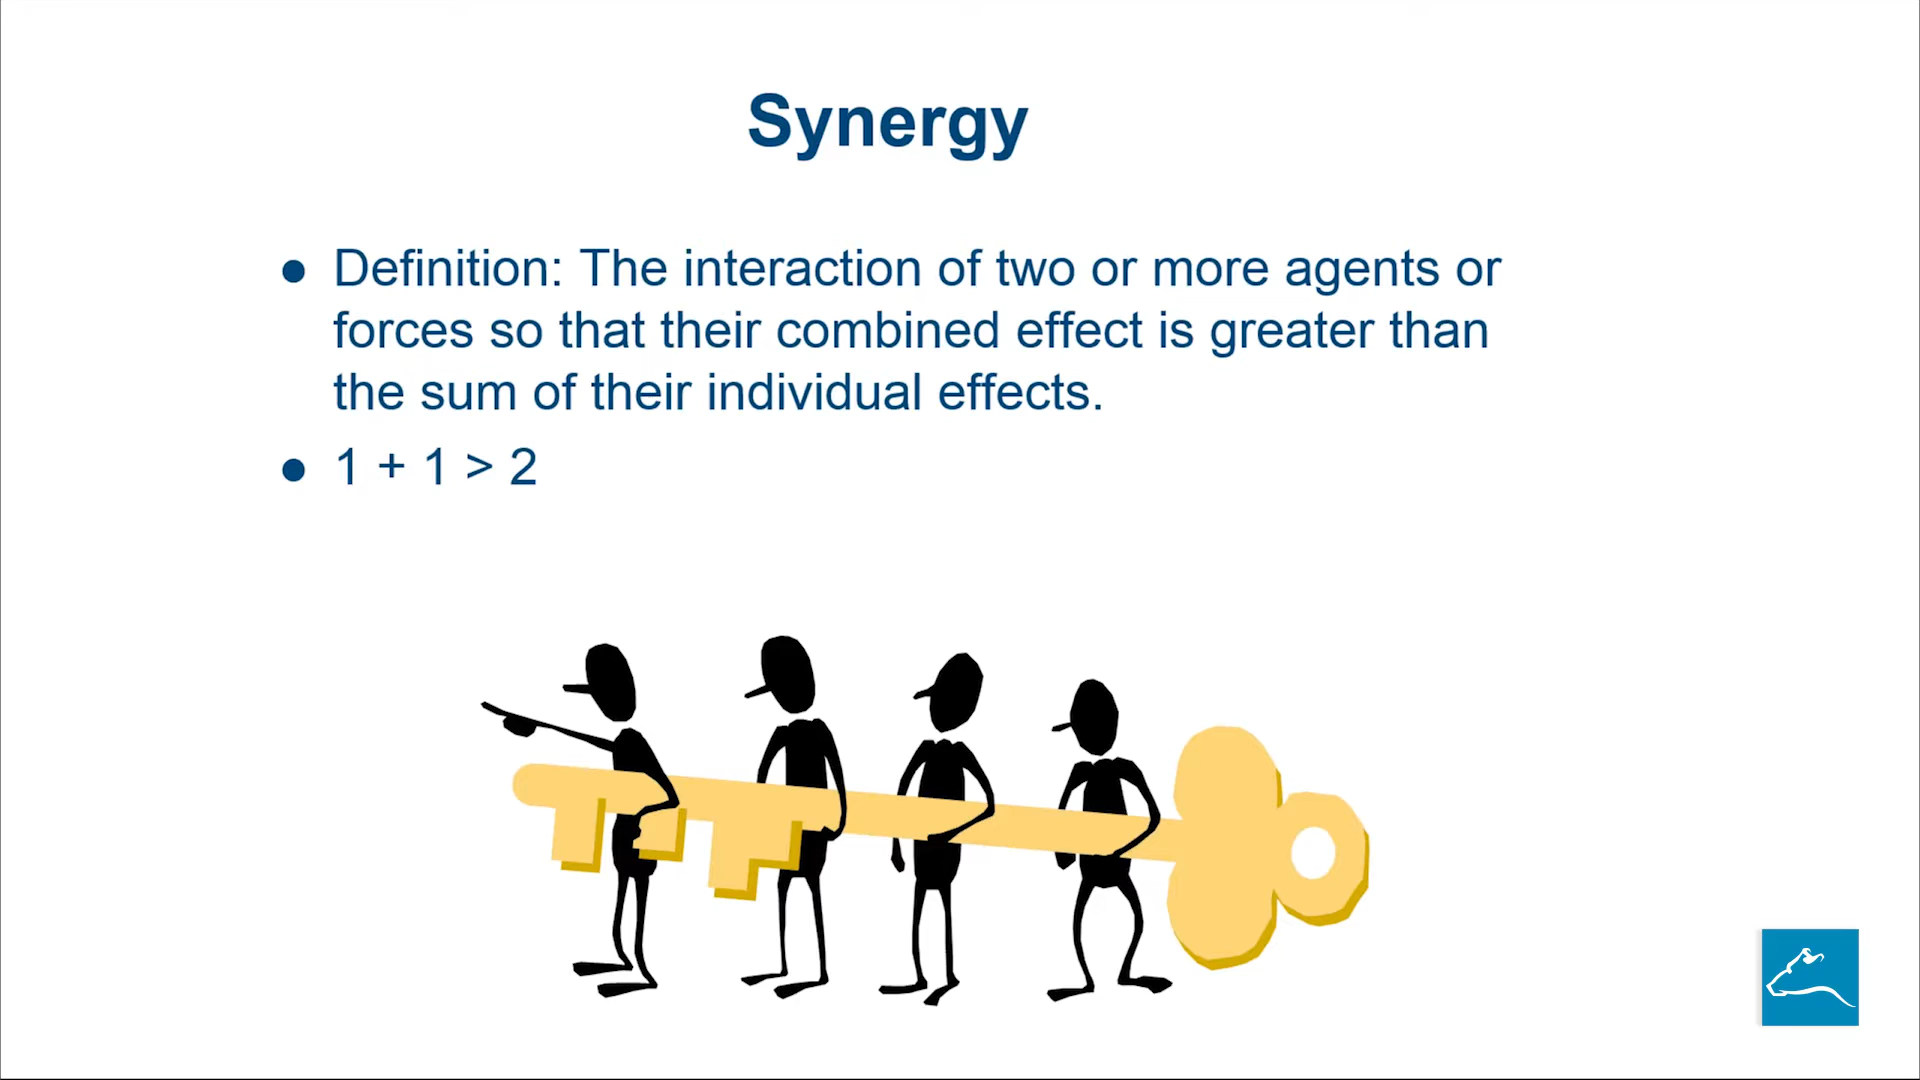 Synergy
● Definition: The interaction of two or more agents or
forces so that their combined effect is greater than
the sum of their individual effects.
● 1 + 1 > 2